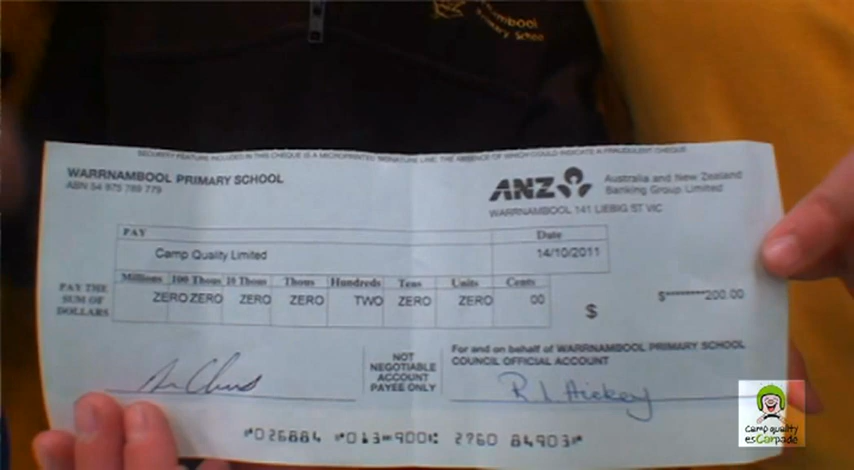 Primary School
SECURITY FEATURE INCLUDED IN THIS CHEQUE IS A MICROPRINTED SIGNATURE LINE. THE ABSENCE OF WHICH COULD INDICATE A FRAUDULENT CHEQUE
WARRNAMBOOL PRIMARY SCHOOL
ABN 54 875 789 779
ANZ
Australia and New Zealand
Banking Group Limited
WARRNAMBOOL 141 LIEBIG ST VIC
PAY
Date
Camp Quality Limited
14/10/2011
PAY THE
SUM OF
DOLLARS
Millions 100 Thous 10 Thous Thous Hundreds Tens Units Cents
ZERO ZERO ZERO ZERO TWO ZERO ZERO 00
$
$********200.00
NOT
NEGOTIABLE
ACCOUNT
PAYEE ONLY
For and on behalf of WARRNAMBOOL PRIMARY SCHOOL
COUNCIL OFFICIAL ACCOUNT
R L Hickey
⑈026884 ⑈013⑉900⑆ 2760 84903⑈
camp quality
esCarpade